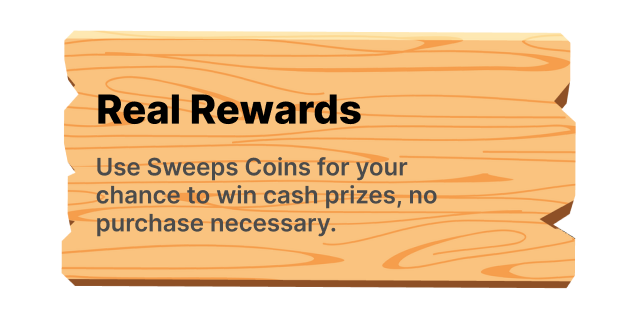 Real Rewards
Use Sweeps Coins for your
chance to win cash prizes, no
purchase necessary.